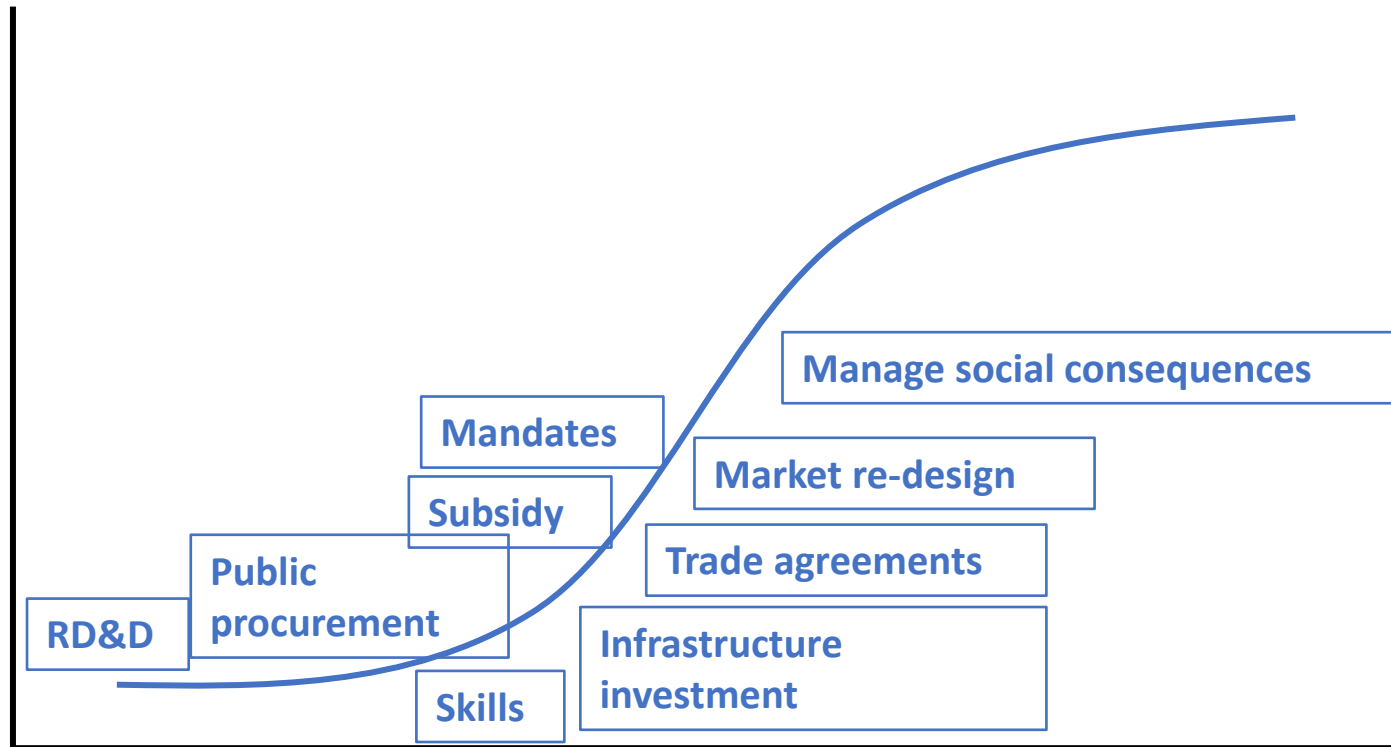 Manage social consequences
Mandates
Market re-design
Subsidy
Trade agreements
Public
procurement
RD&D
Infrastructure
investment
Skills